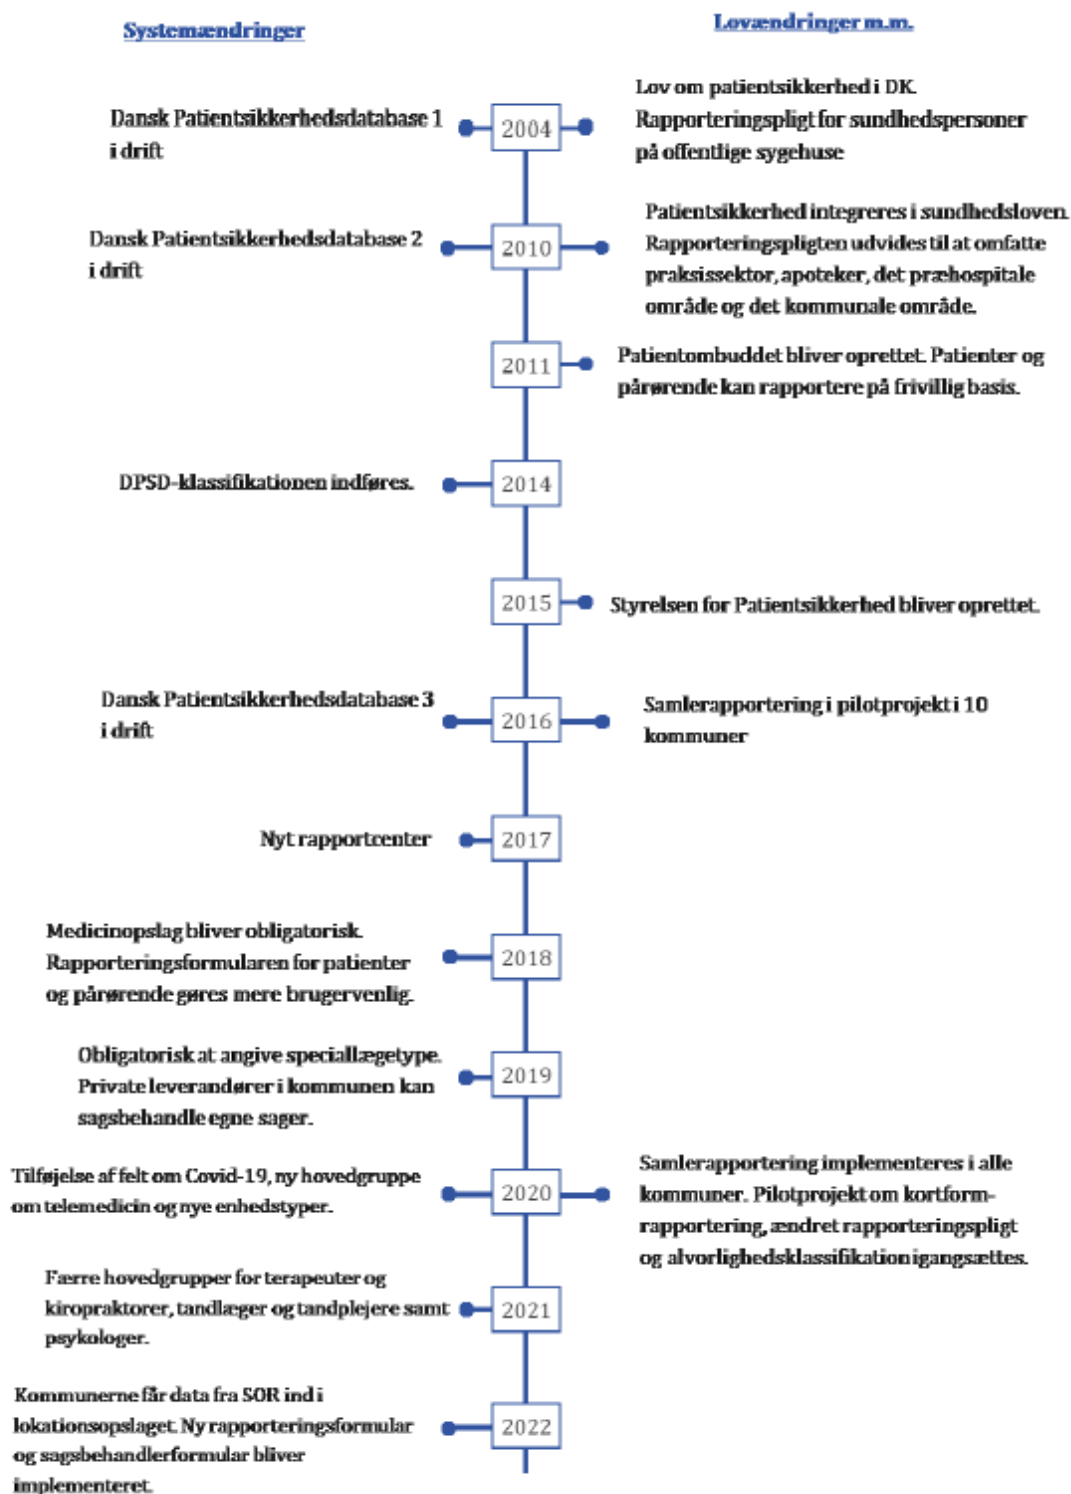 Systemændringer
Lovændringer m.m.
Dansk Patientsikkerhedsdatabase 1
i drift
2004
Lov om patientsikkerhed i DK.
Rapporteringspligt for sundhedspersoner
på offentlige sygehuse
Dansk Patientsikkerhedsdatabase 2
i drift
2010
Patientsikkerhed integreres i sundhedsloven.
Rapporteringspligten udvides til at omfatte
praksissektor, apoteker, det præhospitale
område og det kommunale område.
2011
Patientombuddet bliver oprettet. Patienter og
pårørende kan rapportere på frivillig basis.
DPSD-klassifikationen indføres.
2014
2015
Styrelsen for Patientsikkerhed bliver oprettet.
Dansk Patientsikkerhedsdatabase 3
i drift
2016
Samlerapportering i pilotprojekt i 10
kommuner
Nyt rapportcenter
2017
Medicinopslag bliver obligatorisk.
Rapporteringsformularen for patienter
og pårørende gøres mere brugervenlig.
2018
Obligatorisk at angive speciallægetype.
Private leverandører i kommunen kan
sagsbehandle egne sager.
2019
Tilføjelse af felt om Covid-19, ny hovedgruppe
om telemedicin og nye enhedstyper.
2020
Samlerapportering implementeres i alle
kommuner. Pilotprojekt om kortform-
rapportering, ændret rapporteringspligt
og alvorlighedsklassifikation igangsættes.
Færre hovedgrupper for terapeuter og
kiropraktorer, tandlæger og tandplejere samt
psykologer.
2021
Kommunerne får data fra SOR ind i
lokationsopslaget. Ny rapporteringsformular
og sagsbehandlerformular bliver
implementeret.
2022